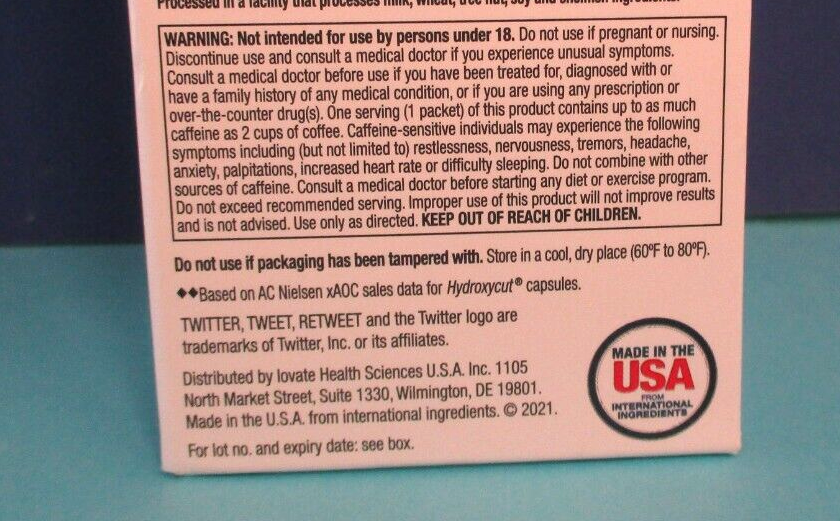 Processed in a facility that processes milk, wheat, tree nut, soy and
WARNING: Not intended for use by persons under 18. Do not use if pregnant or nursing.
Discontinue use and consult a medical doctor if you experience unusual symptoms.
Consult a medical doctor before use if you have been treated for, diagnosed with or
have a family history of any medical condition, or if you are using any prescription or
over-the-counter drug(s). One serving (1 packet) of this product contains up to as much
caffeine as 2 cups of coffee. Caffeine-sensitive individuals may experience the following
symptoms including (but not limited to) restlessness, nervousness, tremors, headache,
anxiety, palpitations, increased heart rate or difficulty sleeping. Do not combine with other
sources of caffeine. Consult a medical doctor before starting any diet or exercise program.
Do not exceed recommended serving. Improper use of this product will not improve results
and is not advised. Use only as directed. KEEP OUT OF REACH OF CHILDREN.
Do not use if packaging has been tampered with. Store in a cool, dry place (60ºF to 80ºF).
◆◆Based on AC Nielsen xAOC sales data for Hydroxycut® capsules.
TWITTER, TWEET, RETWEET and the Twitter logo are
trademarks of Twitter, Inc. or its affiliates.
Distributed by Iovate Health Sciences U.S.A. Inc. 1105
North Market Street, Suite 1330, Wilmington, DE 19801.
Made in the U.S.A. from international ingredients. © 2021.
For lot no. and expiry date: see box.
MADE IN THE
USA
FROM
INTERNATIONAL
INGREDIENTS